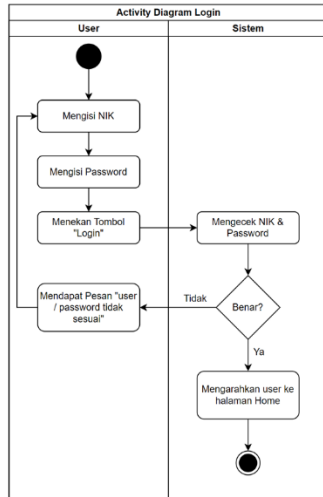 Activity Diagram Login
User
Sistem
Mengisi NIK
Mengisi Password
Menekan Tombol
"Login"
Mengecek NIK &
Password
Mendapat Pesan "user
/ password tidak
sesuai"
Tidak
Benar?
Ya
Mengarahkan user ke
halaman Home